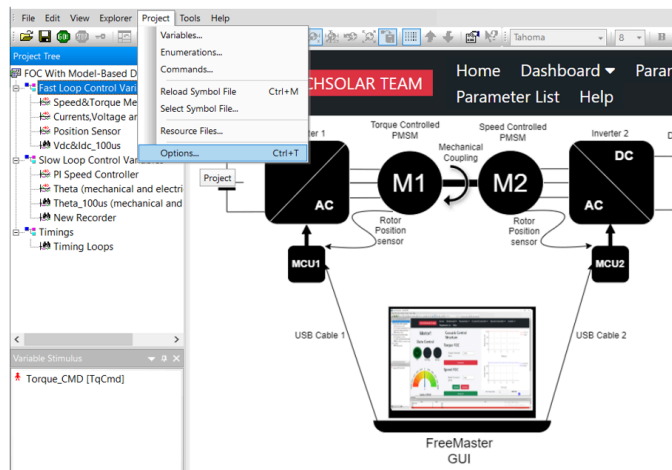 File Edit View Explorer Project Tools Help
Tahoma
8
B
Variables...
Enumerations...
Commands...
Reload Symbol File Ctrl+M
Select Symbol File...
Resource Files...
Options... Ctrl+T
Project
Project Tree
FOC With Model-Based D
Fast Loop Control Vari
Speed&Torque Me
Currents,Voltage ar
Position Sensor
Vdc&Idc_100us
Slow Loop Control Variables
PI Speed Controller
Theta (mechanical and electri
Theta_100us (mechanical and
New Recorder
Timings
Timing Loops
Variable Stimulus
Torque_CMD [TqCmd]
CHSOLAR TEAM
Home Dashboard Param
Parameter List Help
Torque Controlled
PMSM
Speed Controlled
PMSM
Inverter 2
Mechanical
Coupling
M1
M2
AC
DC
AC
Rotor
Position
sensor
Rotor
Position
sensor
MCU1
MCU2
USB Cable 1
USB Cable 2
FreeMaster
GUI